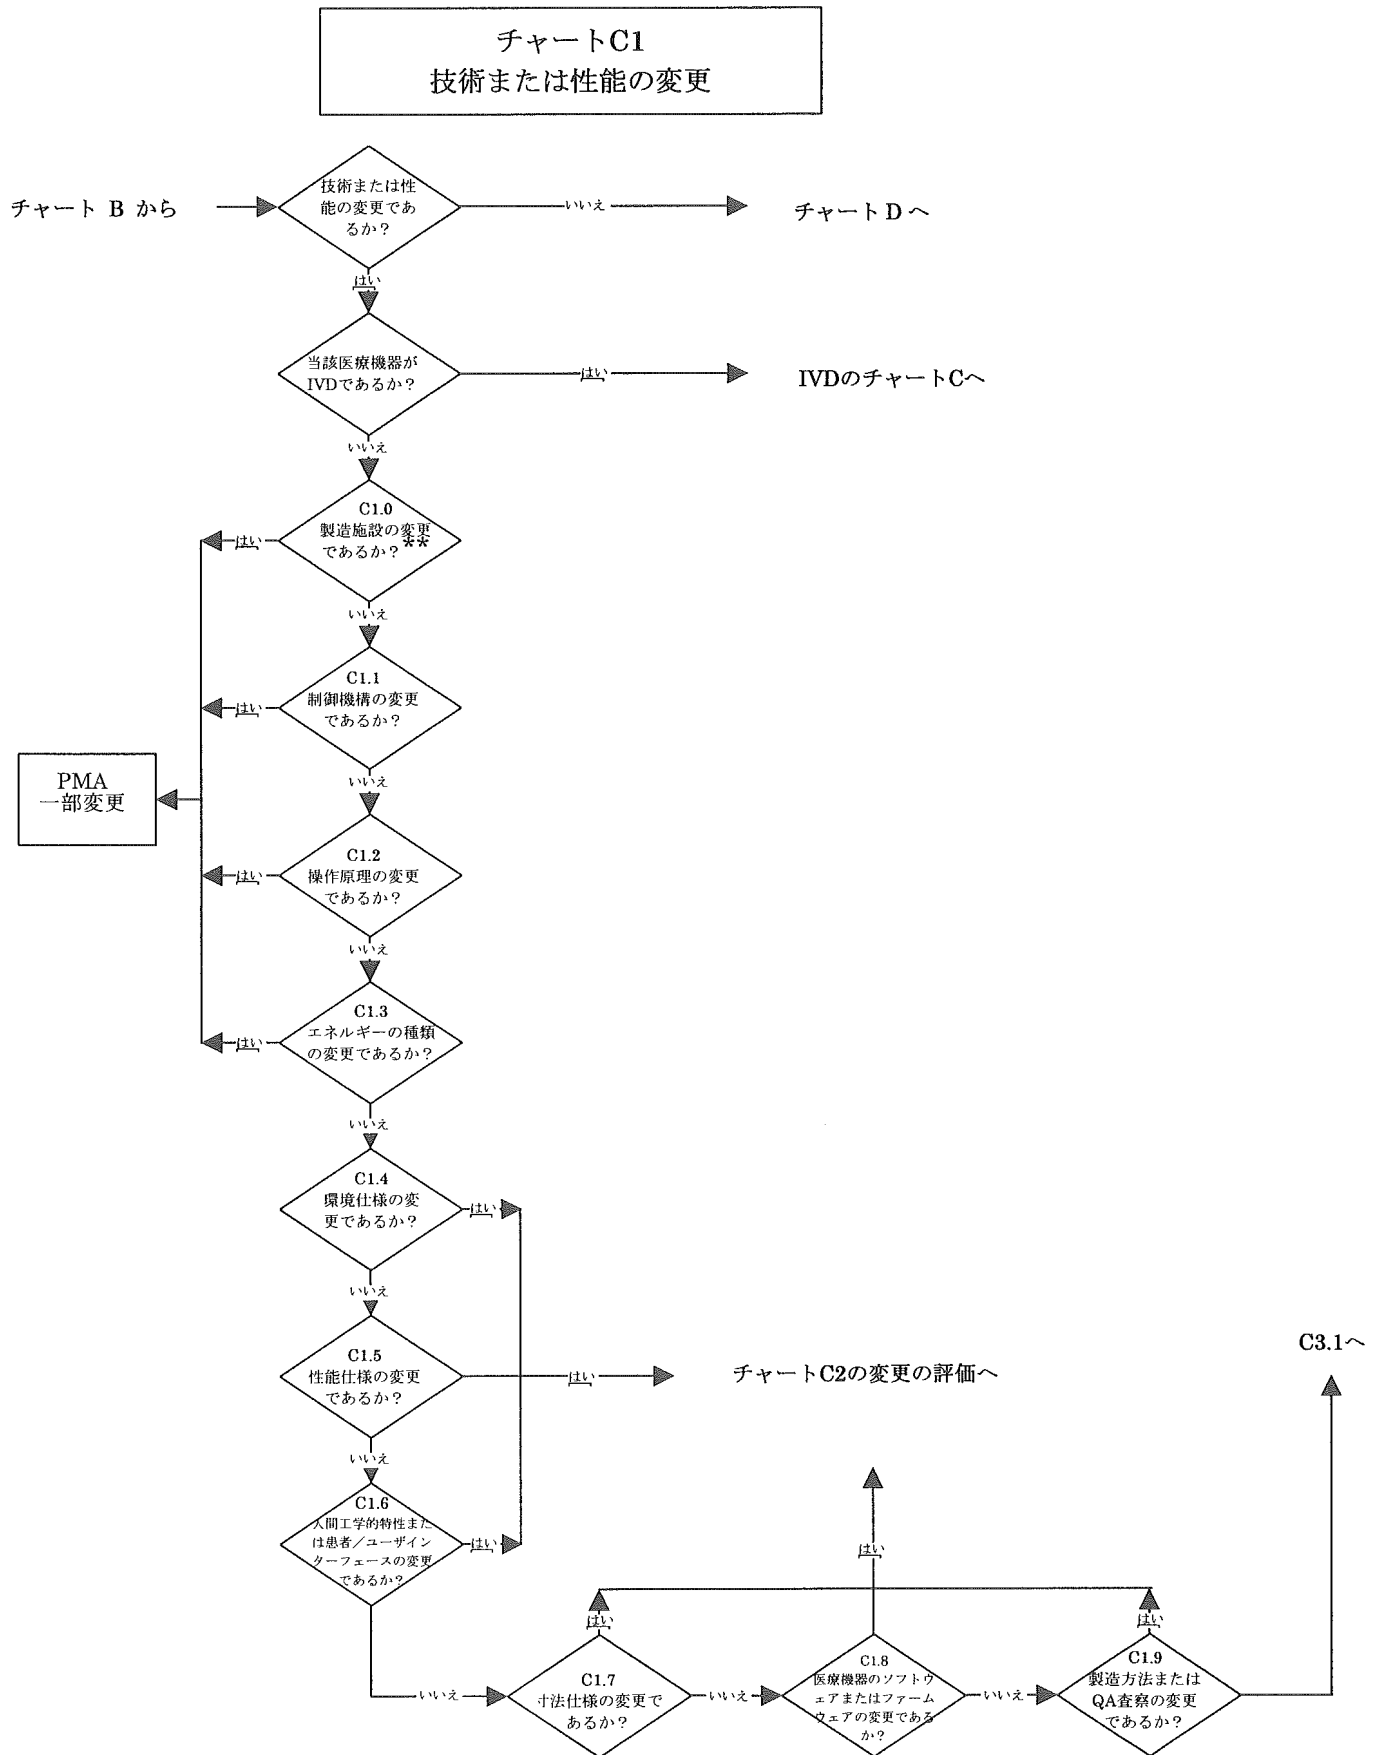 チャートC1
技術または性能の変更
チャート B から
技術または性
能の変更であ
るか？
いいえ
チャート D へ
はい
当該医療機器が
IVDであるか？
はい
IVDのチャートCへ
いいえ
C1.0
製造施設の変更
であるか？**
はい
いいえ
C1.1
制御機構の変更
であるか？
はい
いいえ
PMA
一部変更
C1.2
操作原理の変更
であるか？
はい
いいえ
C1.3
エネルギーの種類
の変更であるか？
はい
いいえ
C1.4
環境仕様の変
更であるか？
はい
いいえ
C1.5
性能仕様の変更
であるか？
はい
チャートC2の変更の評価へ
C3.1へ
いいえ
C1.6
人間工学的特性また
は患者／ユーザイン
ターフェースの変更
であるか？
はい
はい
はい
はい
いいえ
C1.7
寸法仕様の変更で
あるか？
いいえ
C1.8
医療機器のソフトウ
ェアまたはファーム
ウェアの変更である
か？
いいえ
C1.9
製造方法または
QA査察の変更
であるか？